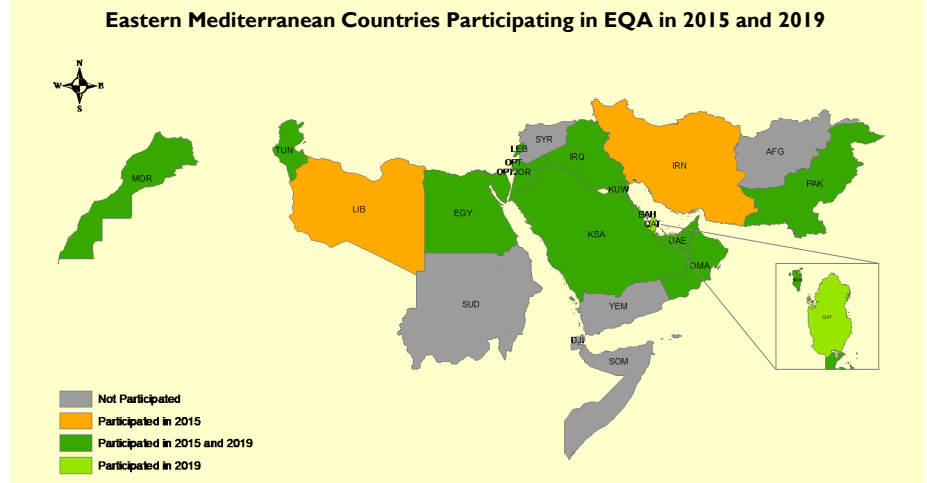 Eastern Mediterranean Countries Participating in EQA in 2015 and 2019
N
W E
S
MOR
TUN
LIB
EGY
SUD
LEB
SYR
OPT
OPT JOR
IRQ
KUW
IRN
AFG
PAK
KSA
BAH
QAT
UAE
OMA
YEM
DJI
SOM
QAT
Not Participated
Participated in 2015
Participated in 2015 and 2019
Participated in 2019